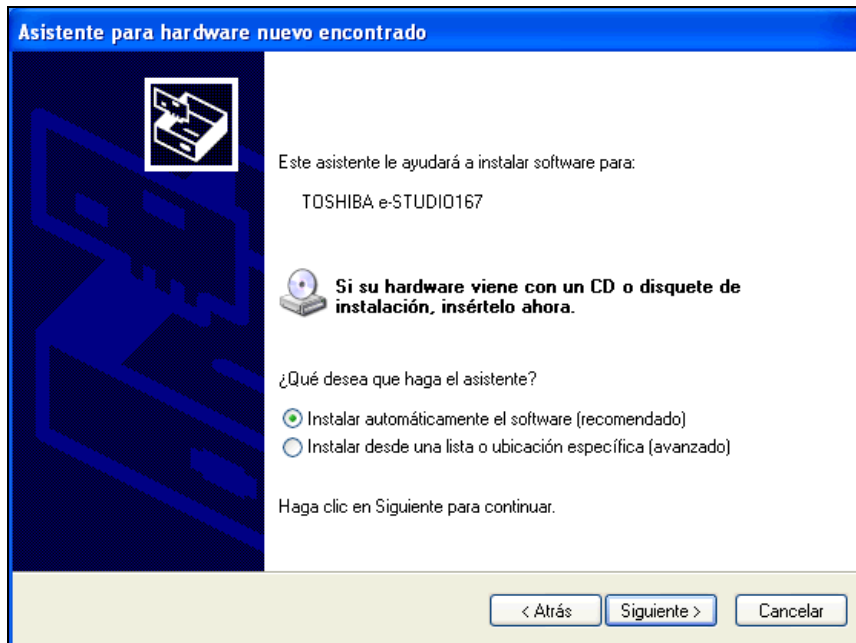 Asistente para hardware nuevo encontrado
Este asistente le ayudará a instalar software para:
TOSHIBA e-STUDIO167
Si su hardware viene con un CD o disquete de
instalación, insértelo ahora.
¿Qué desea que haga el asistente?
Instalar automáticamente el software (recomendado)
Instalar desde una lista o ubicación específica (avanzado)
Haga clic en Siguiente para continuar.
< Atrás
Siguiente >
Cancelar